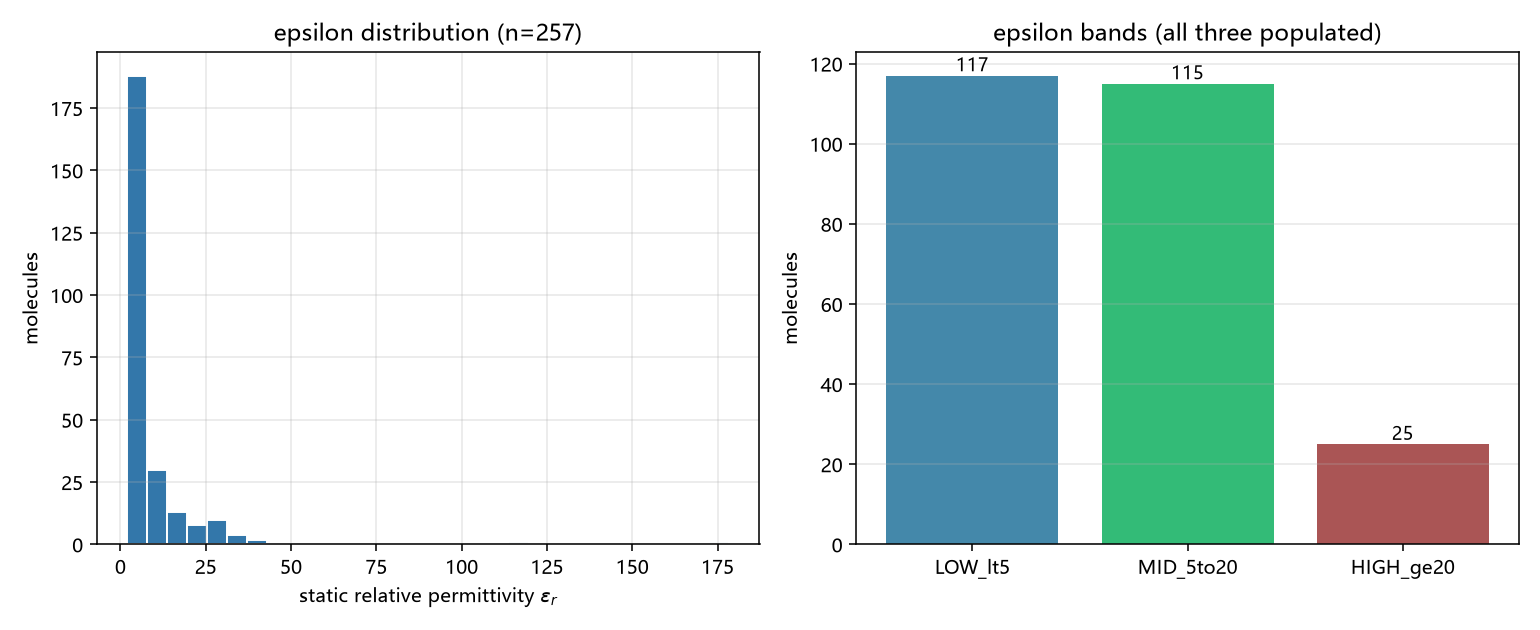 epsilon distribution (n=257)
molecules
175
150
125
100
75
50
25
0
0 25 50 75 100 125 150 175
static relative permittivity εr
epsilon bands (all three populated)
molecules
120
100
80
60
40
20
0
117
115
25
LOW_lt5 MID_5to20 HIGH_ge20